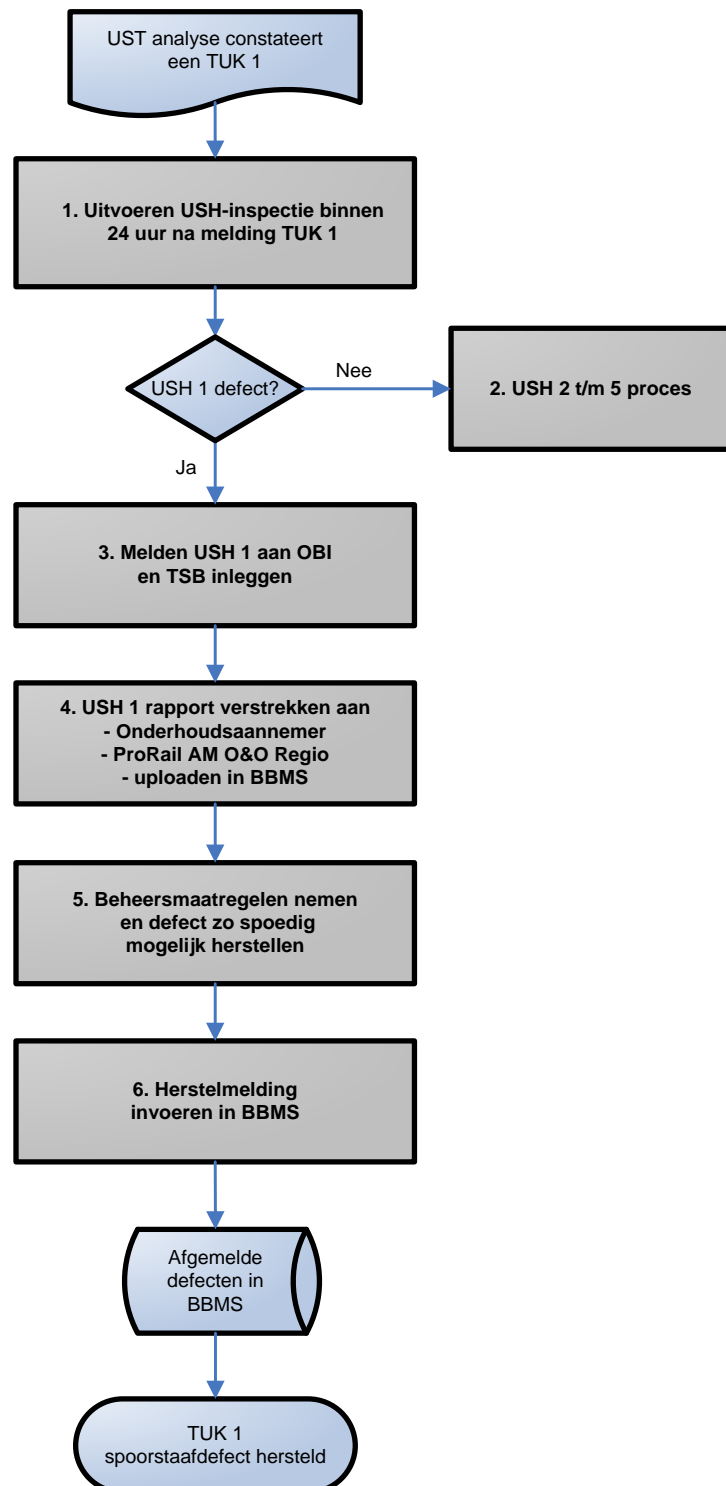 UST analyse constateert
een TUK 1
1. Uitvoeren USH-inspectie binnen
24 uur na melding TUK 1
USH 1 defect?
Nee
2. USH 2 t/m 5 proces
Ja
3. Melden USH 1 aan OBI
en TSB inleggen
4. USH 1 rapport verstrekken aan
- Onderhoudsaannemer
- ProRail AM O&O Regio
- uploaden in BBMS
5. Beheersmaatregelen nemen
en defect zo spoedig
mogelijk herstellen
6. Herstelmelding
invoeren in BBMS
Afgemelde
defecten in
BBMS
TUK 1
spoorstaafdefect hersteld